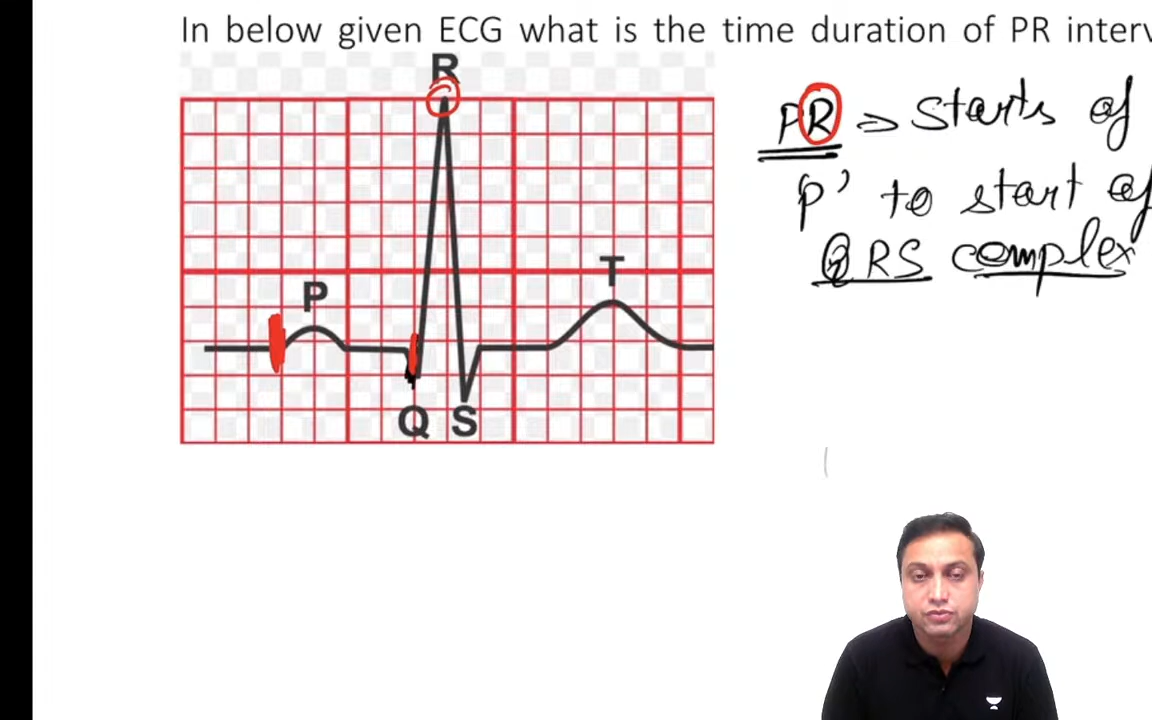 In below given ECG what is the time duration of PR interv
R
PR => starts of
P' to start of
QRS complex
T
P
Q S